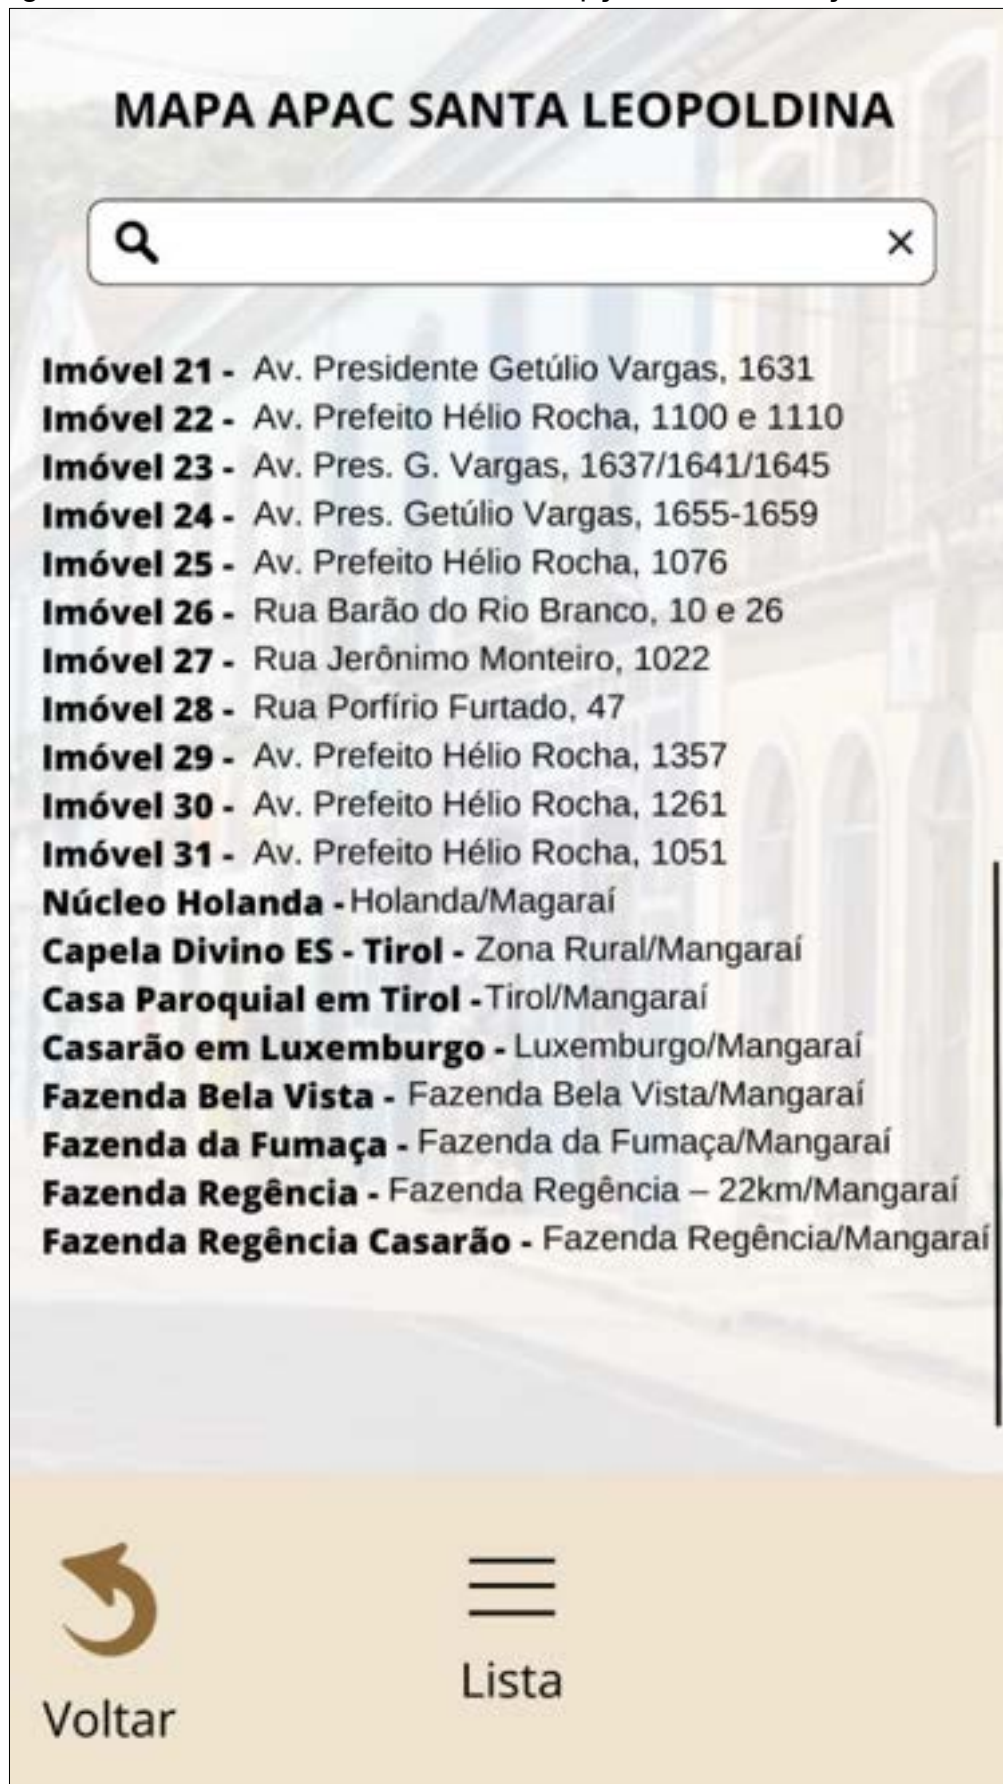 MAPA APAC SANTA LEOPOLDINA
Imóvel 21 - Av. Presidente Getúlio Vargas, 1631
Imóvel 22 - Av. Prefeito Hélio Rocha, 1100 e 1110
Imóvel 23 - Av. Pres. G. Vargas, 1637/1641/1645
Imóvel 24 - Av. Pres. Getúlio Vargas, 1655-1659
Imóvel 25 - Av. Prefeito Hélio Rocha, 1076
Imóvel 26 - Rua Barão do Rio Branco, 10 e 26
Imóvel 27 - Rua Jerônimo Monteiro, 1022
Imóvel 28 - Rua Porfírio Furtado, 47
Imóvel 29 - Av. Prefeito Hélio Rocha, 1357
Imóvel 30 - Av. Prefeito Hélio Rocha, 1261
Imóvel 31 - Av. Prefeito Hélio Rocha, 1051
Núcleo Holanda -Holanda/Magaraí
Capela Divino ES - Tirol - Zona Rural/Mangaraí
Casa Paroquial em Tirol -Tirol/Mangaraí
Casarão em Luxemburgo - Luxemburgo/Mangaraí
Fazenda Bela Vista - Fazenda Bela Vista/Mangaraí
Fazenda da Fumaça - Fazenda da Fumaça/Mangaraí
Fazenda Regência - Fazenda Regência – 22km/Mangaraí
Fazenda Regência Casarão - Fazenda Regência/Mangaraí
Voltar
Lista